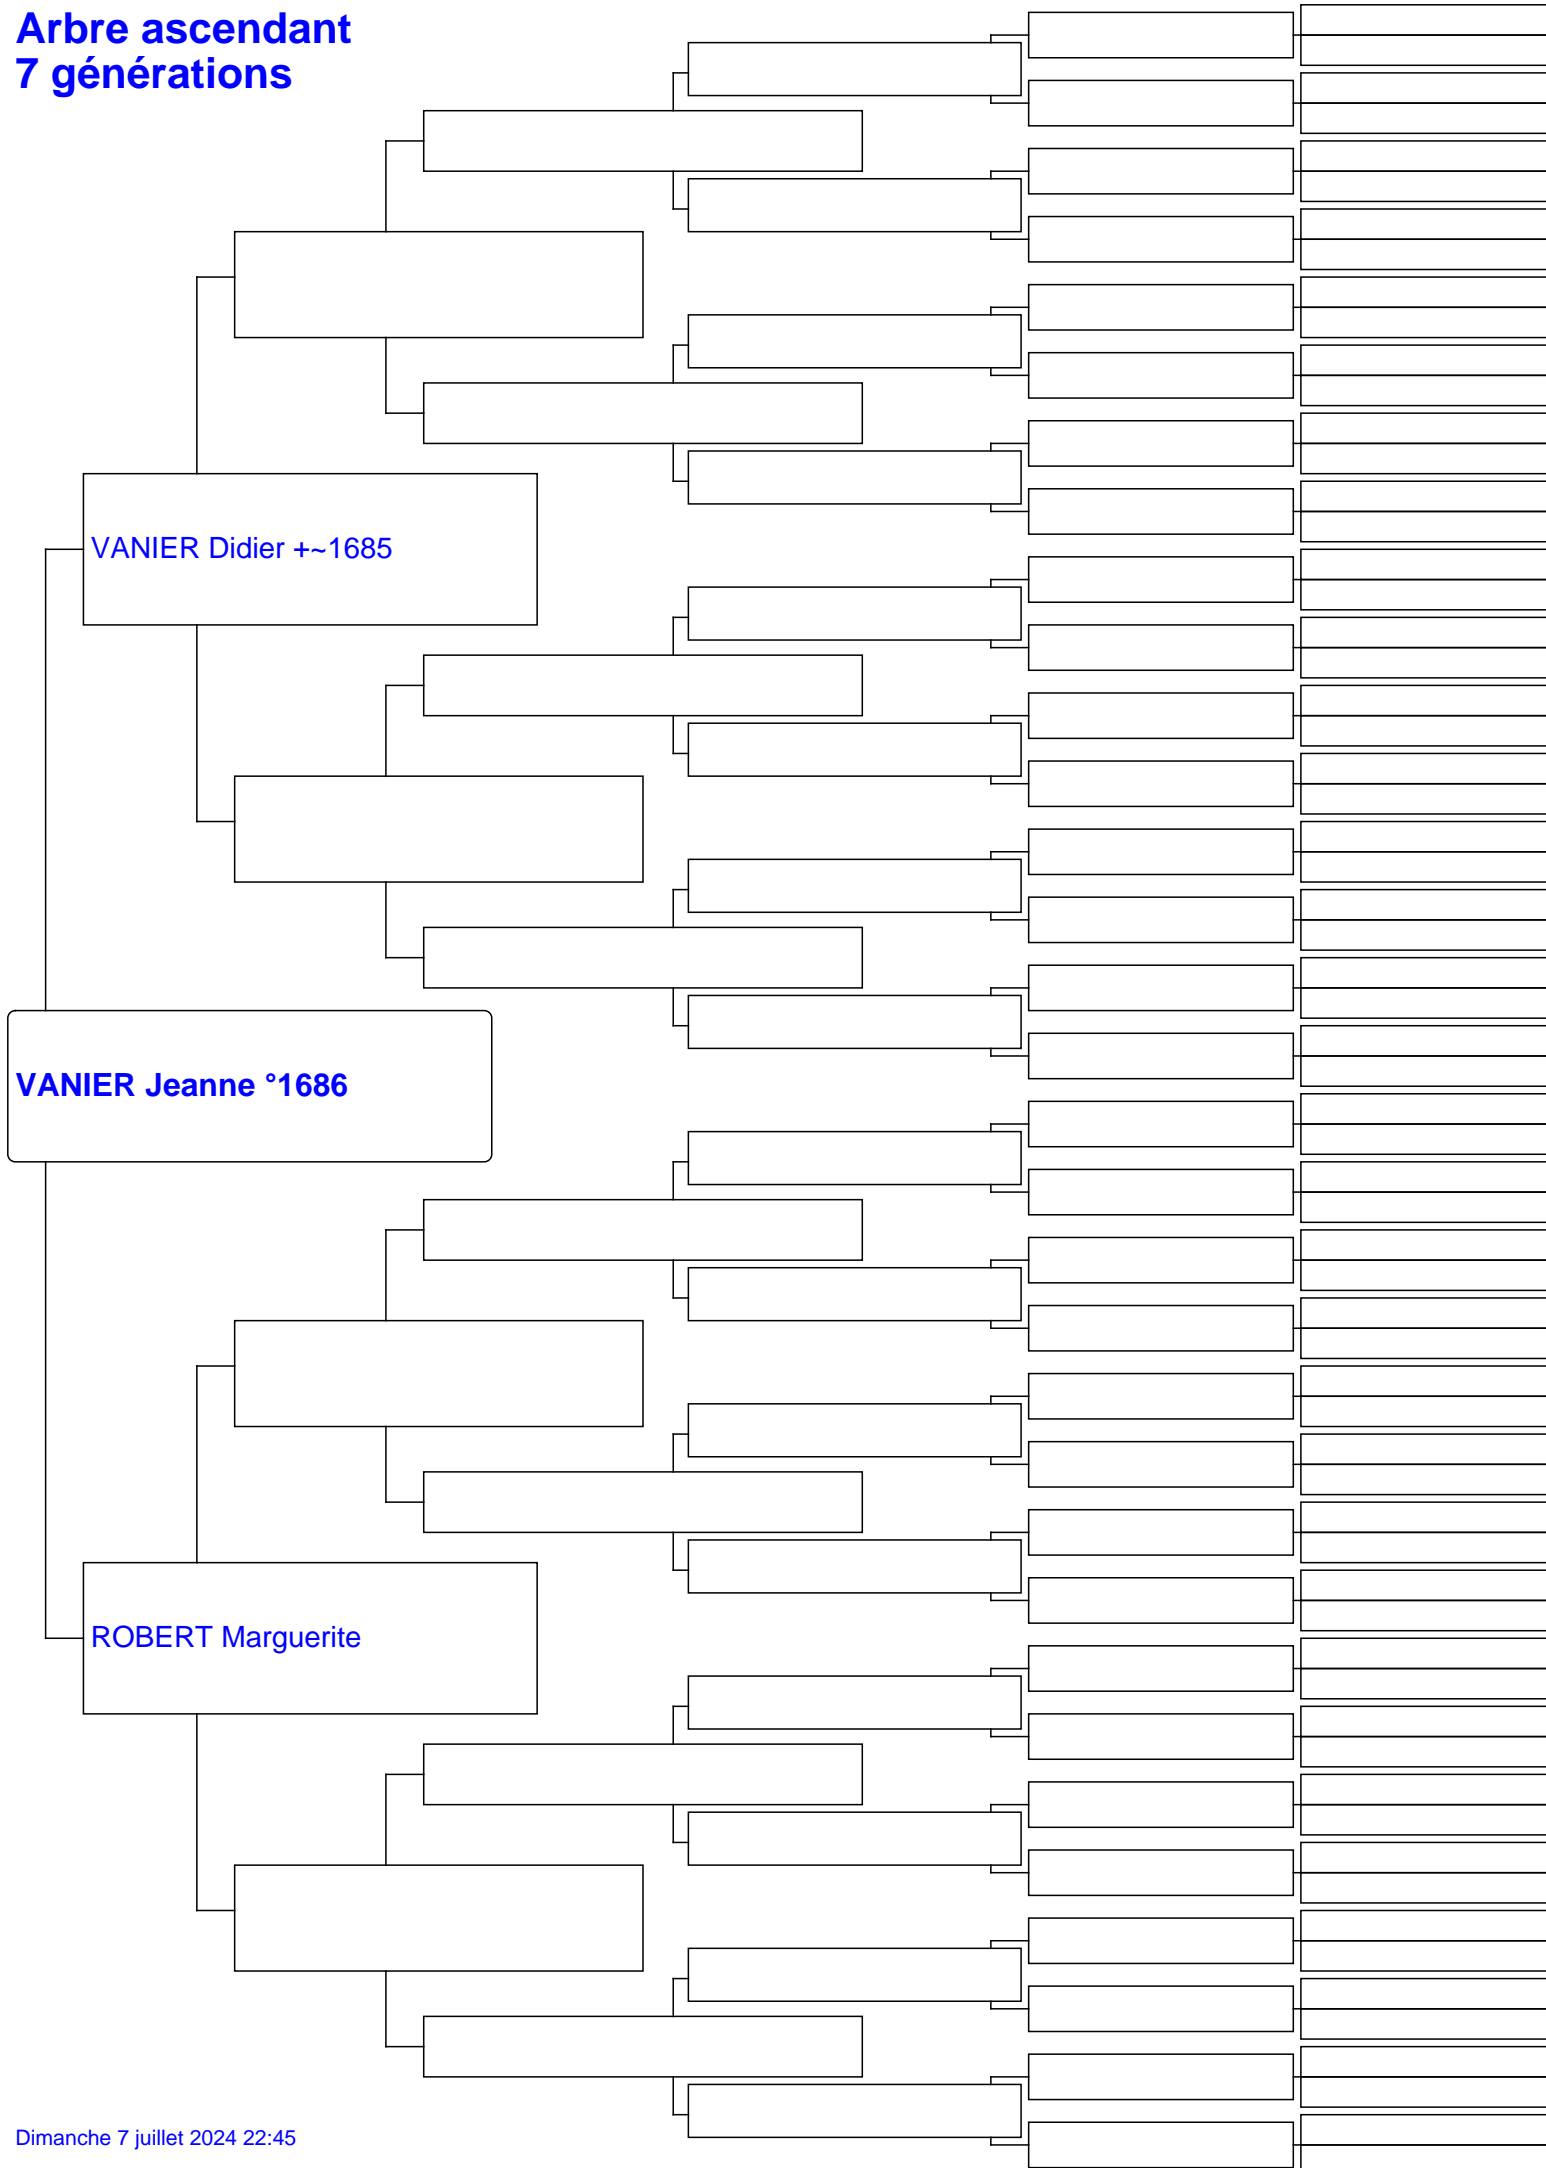 Arbre ascendant
7 générations
VANIER Didier +~1685
VANIER Jeanne °1686
ROBERT Marguerite
Dimanche 7 juillet 2024 22:45